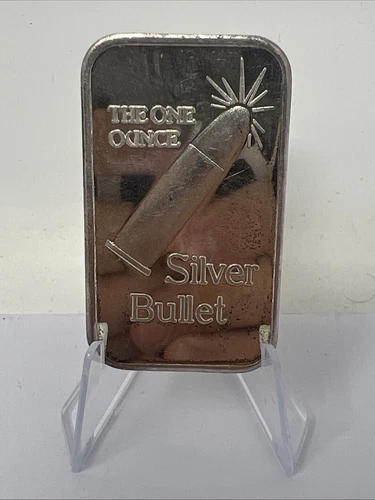 THE ONE
OUNCE
Silver
Bullet